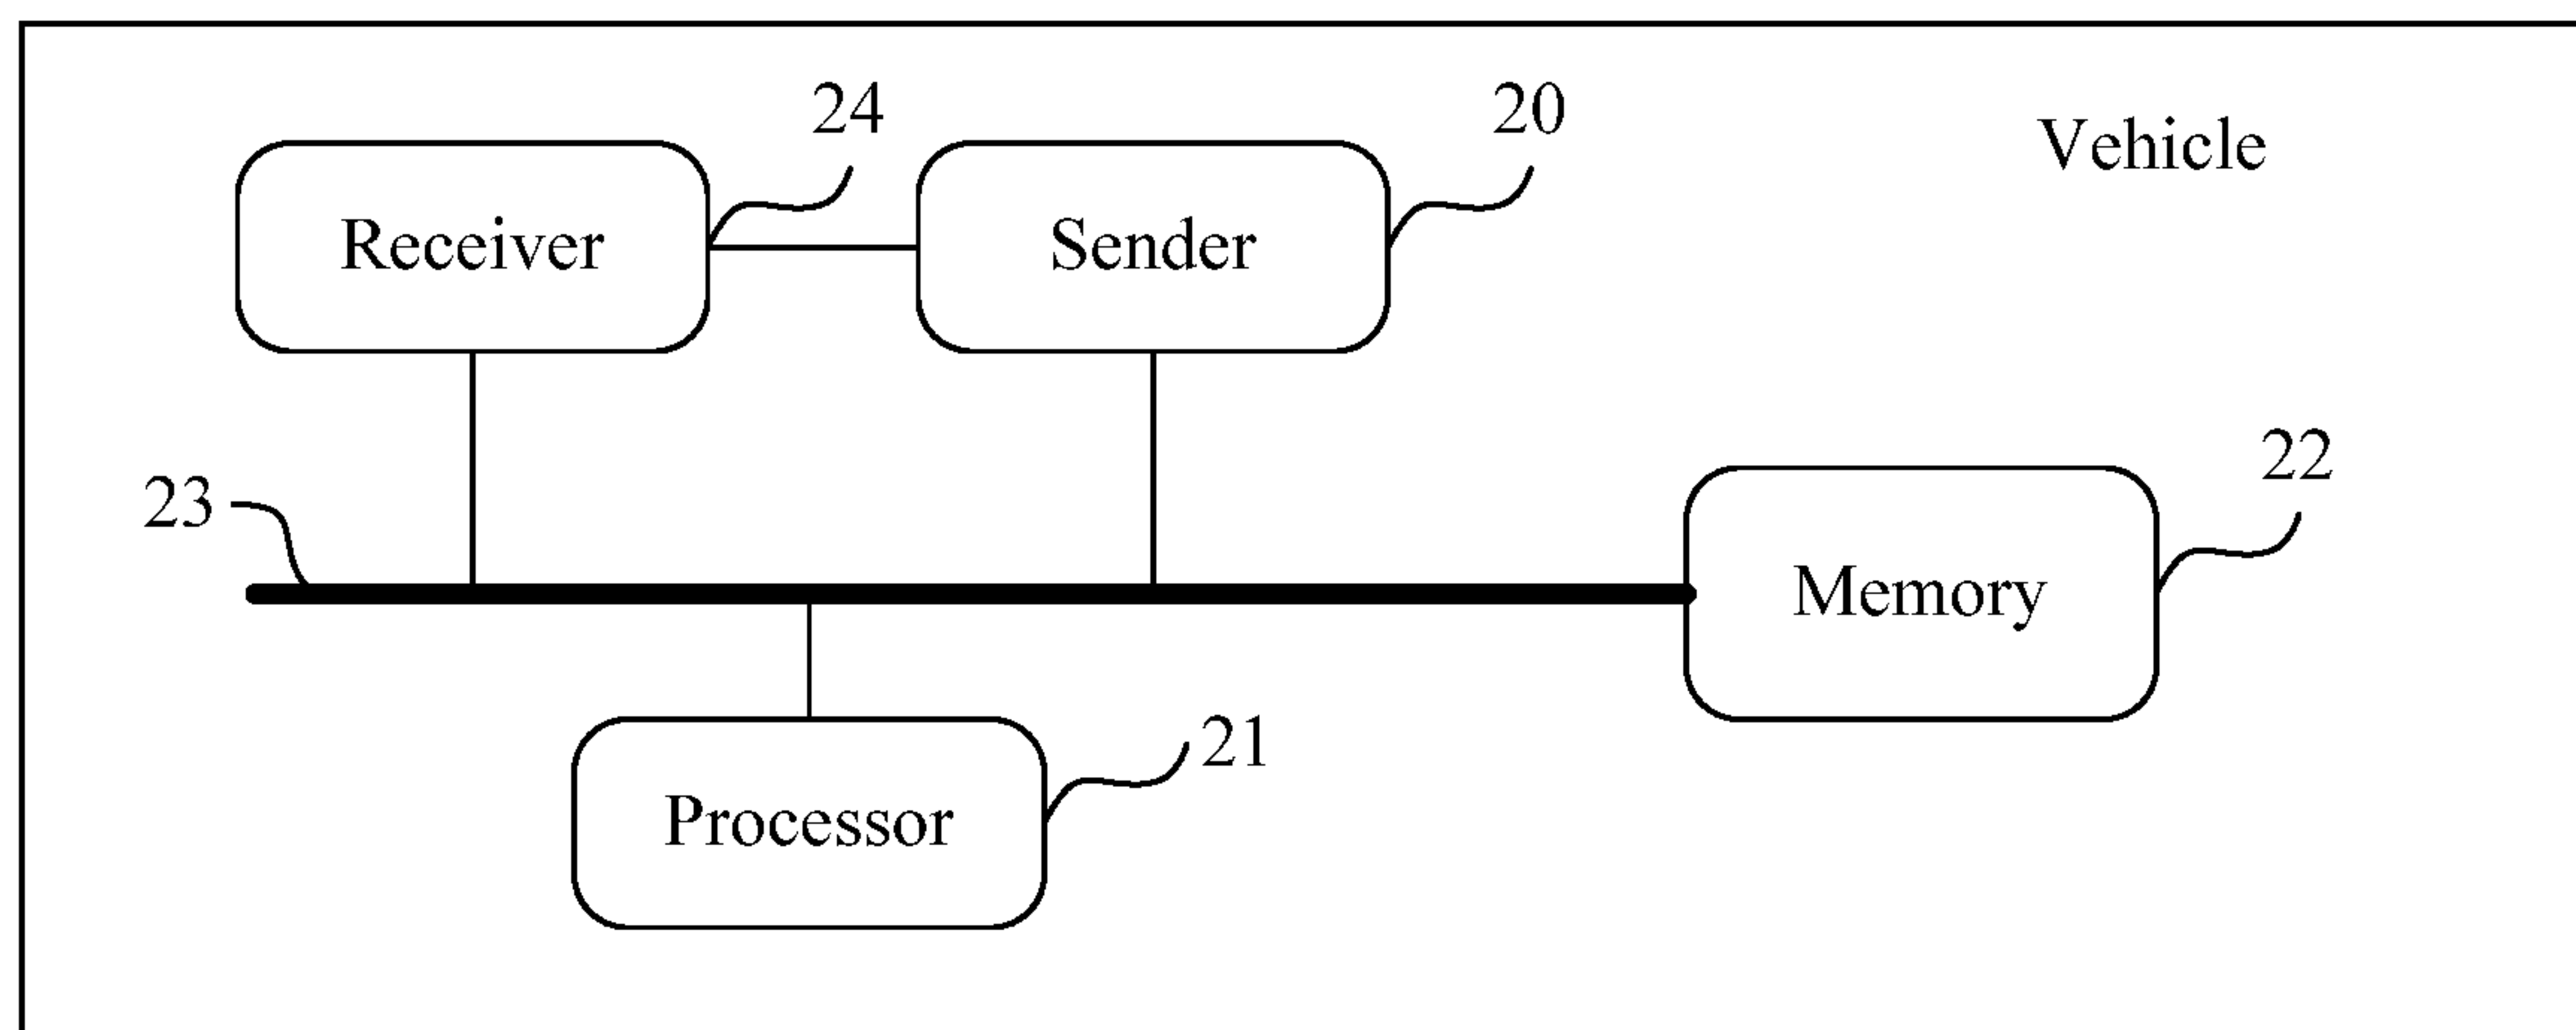 24
20
Vehicle
Receiver
Sender
22
23
Memory
21
Processor